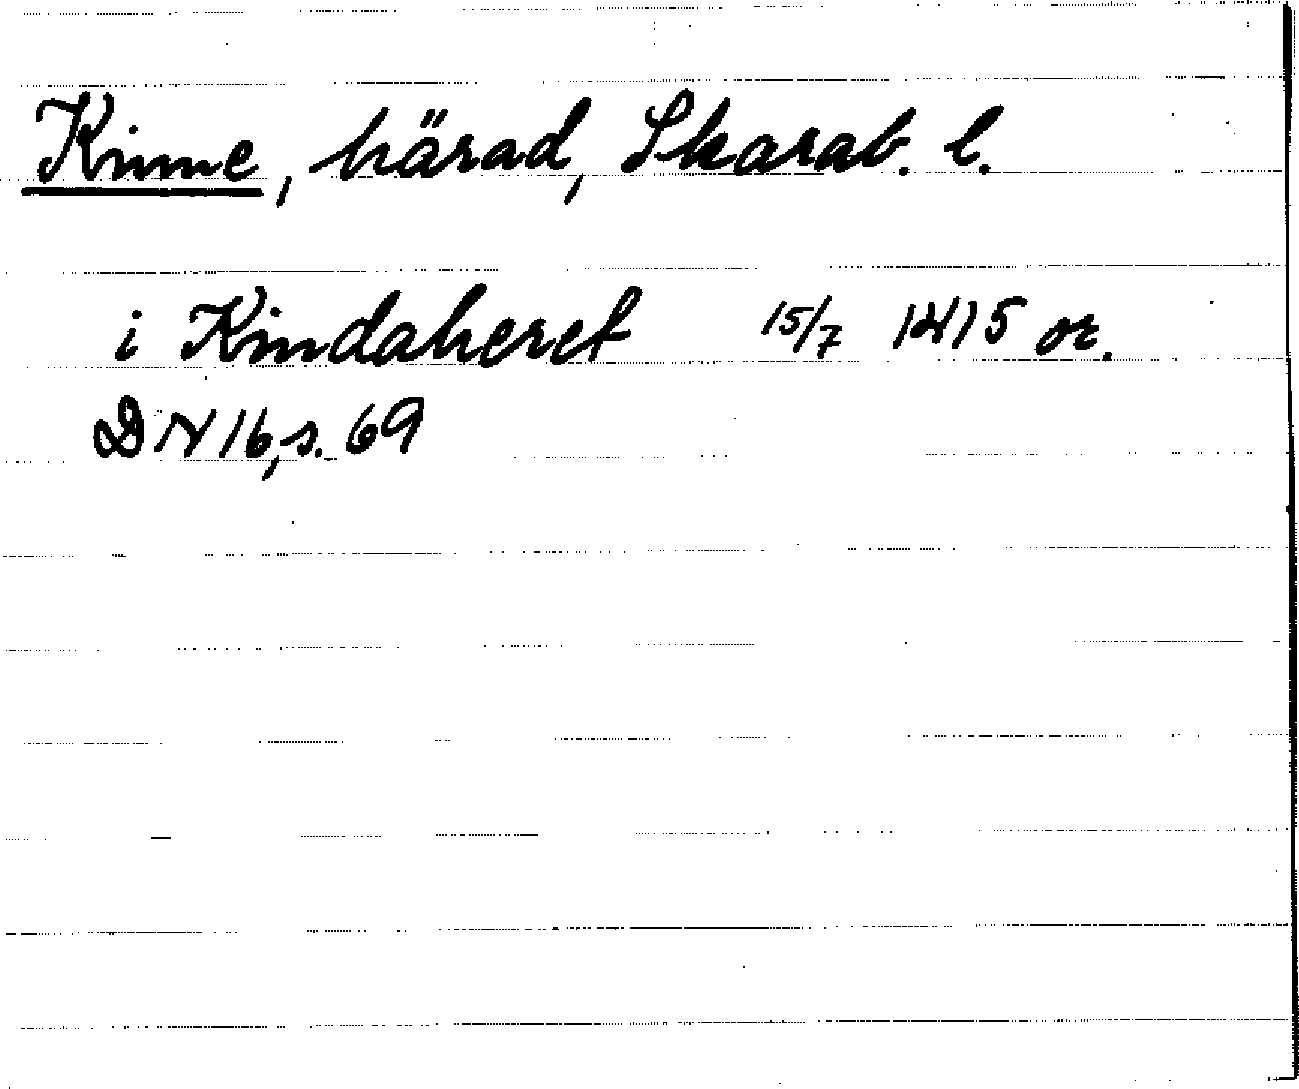 Kinne, härad, Skarab. l.
i Kindaheret 15/7 1415 or.
DN 16, s. 69